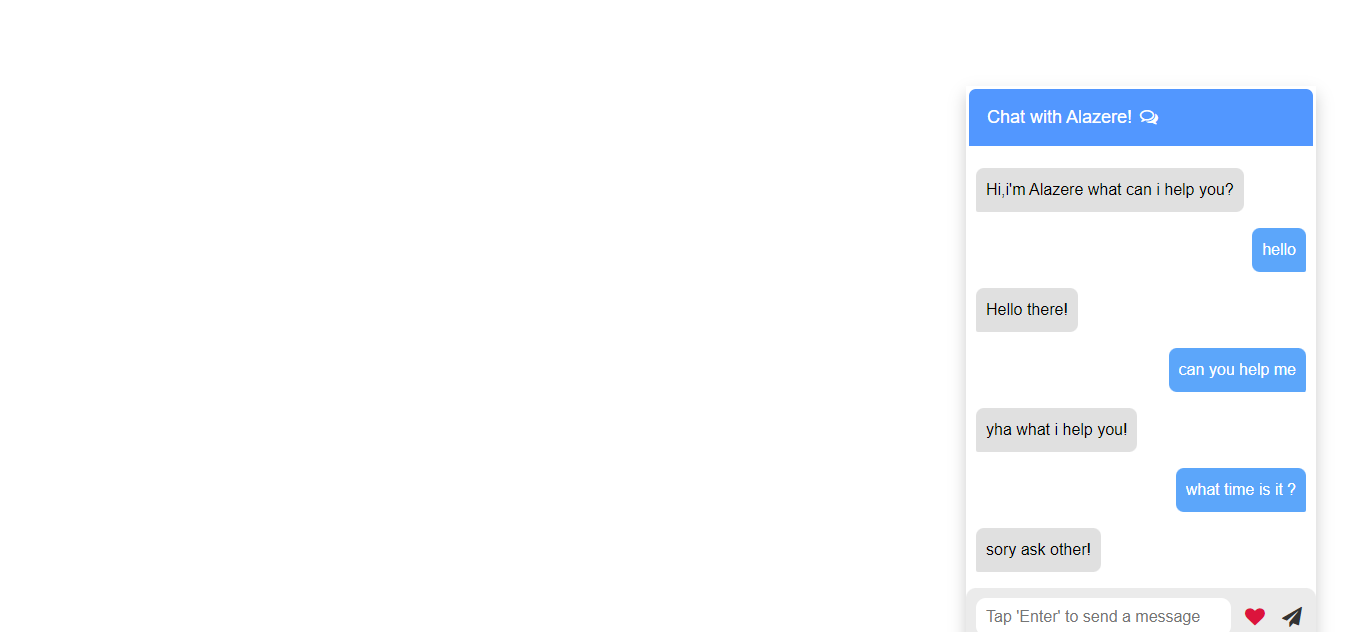 Chat with Alazere!
Hi,i'm Alazere what can i help you?
hello
Hello there!
can you help me
yha what i help you!
what time is it ?
sory ask other!
Tap 'Enter' to send a message